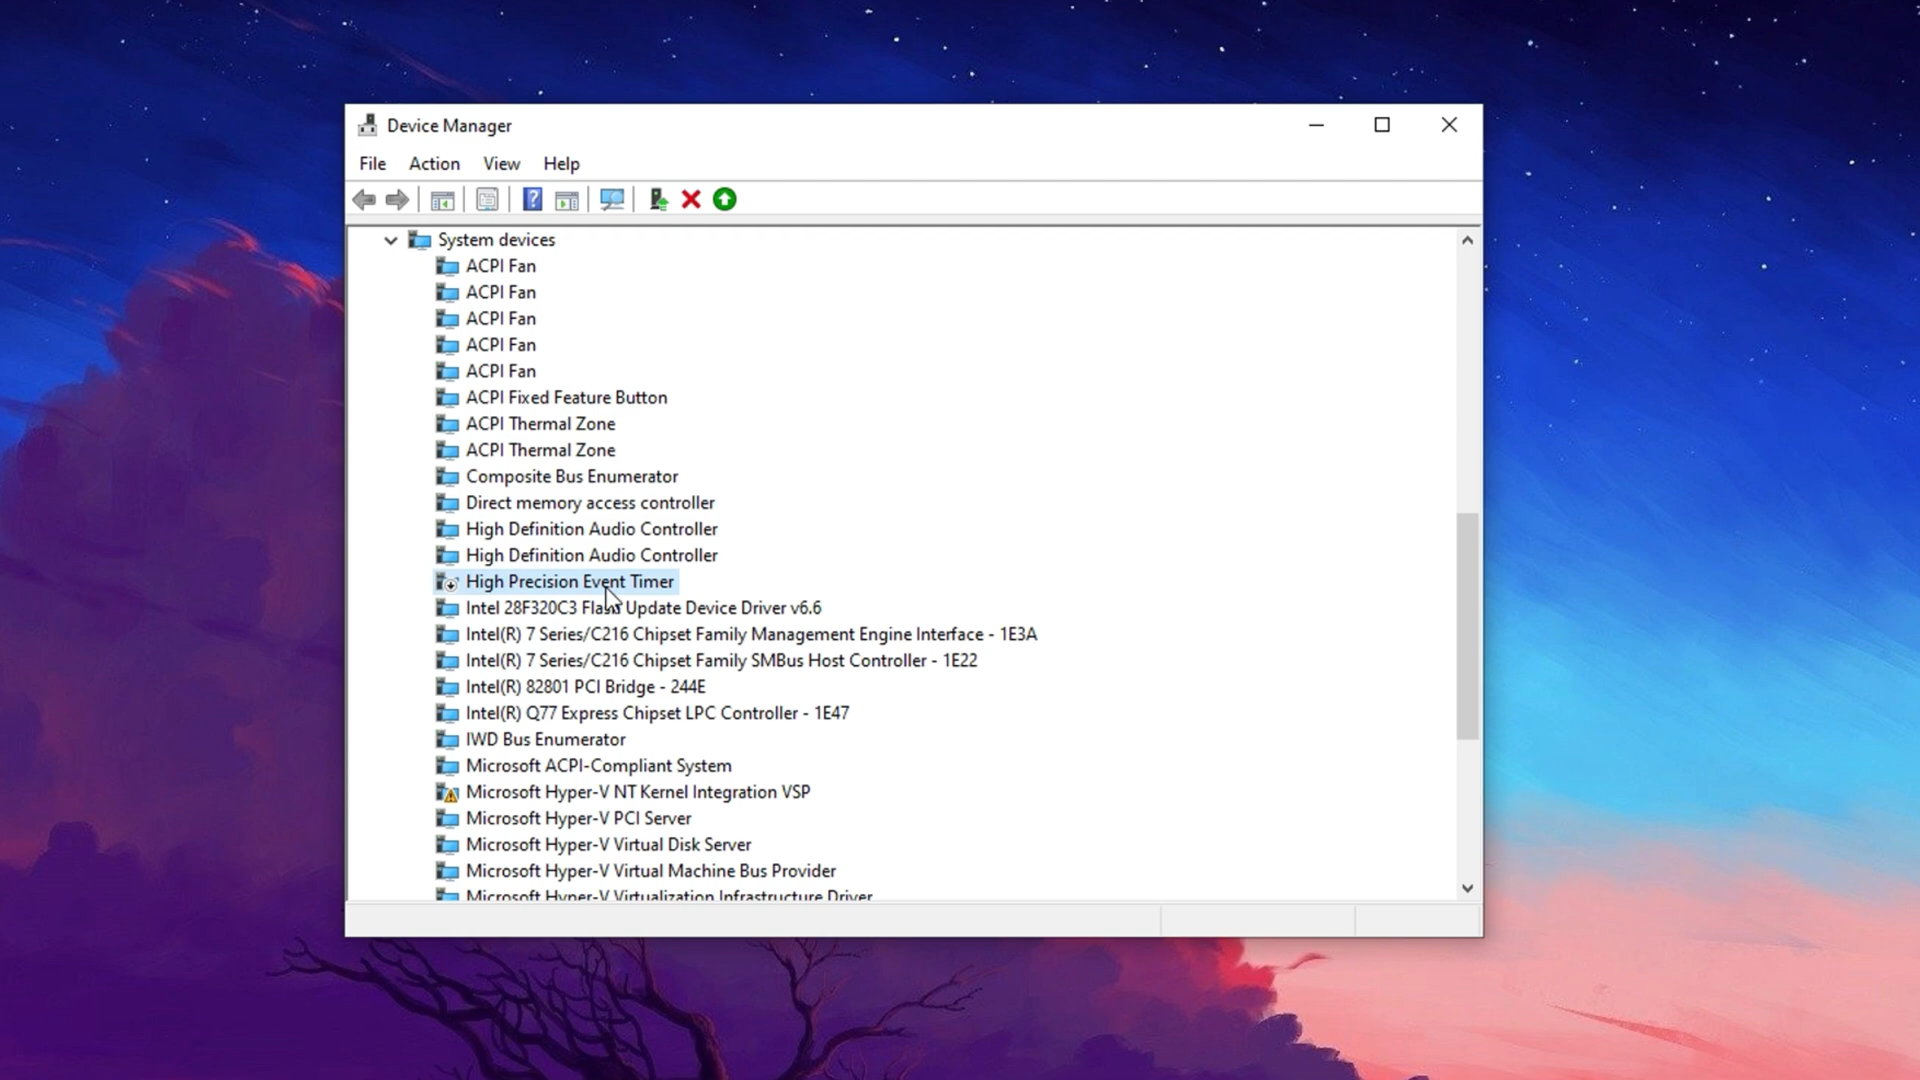 Device Manager
File Action View Help
System devices
ACPI Fan
ACPI Fan
ACPI Fan
ACPI Fan
ACPI Fan
ACPI Fixed Feature Button
ACPI Thermal Zone
ACPI Thermal Zone
Composite Bus Enumerator
Direct memory access controller
High Definition Audio Controller
High Definition Audio Controller
High Precision Event Timer
Intel 28F320C3 Flash Update Device Driver v6.6
Intel(R) 7 Series/C216 Chipset Family Management Engine Interface - 1E3A
Intel(R) 7 Series/C216 Chipset Family SMBus Host Controller - 1E22
Intel(R) 82801 PCI Bridge - 244E
Intel(R) Q77 Express Chipset LPC Controller - 1E47
IWD Bus Enumerator
Microsoft ACPI-Compliant System
Microsoft Hyper-V NT Kernel Integration VSP
Microsoft Hyper-V PCI Server
Microsoft Hyper-V Virtual Disk Server
Microsoft Hyper-V Virtual Machine Bus Provider
Microsoft Hyper-V Virtualization Infrastructure Driver